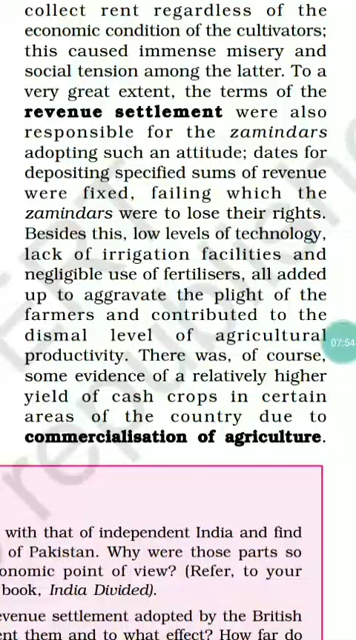 collect rent regardless of the
economic condition of the cultivators;
this caused immense misery and
social tension among the latter. To a
very great extent, the terms of the
revenue settlement were also
responsible for the zamindars
adopting such an attitude; dates for
depositing specified sums of revenue
were fixed, failing which the
zamindars were to lose their rights.
Besides this, low levels of technology,
lack of irrigation facilities and
negligible use of fertilisers, all added
up to aggravate the plight of the
farmers and contributed to the
dismal level of agricultural
productivity. There was, of course,
some evidence of a relatively higher
yield of cash crops in certain
areas of the country due to
commercialisation of agriculture.
07:54
with that of independent India and find
of Pakistan. Why were those parts so
onomic point of view? (Refer, to your
book, India Divided).
evenue settlement adopted by the British
ent them and to what effect? How far do